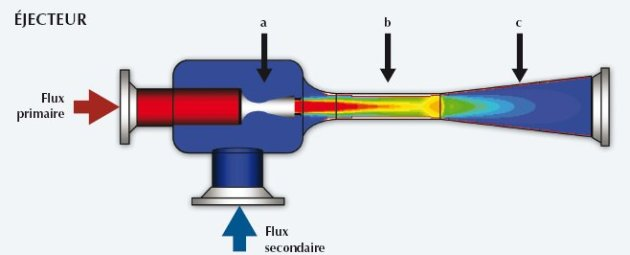 ÉJECTEUR
a
b
c
Flux
primaire
Flux
secondaire